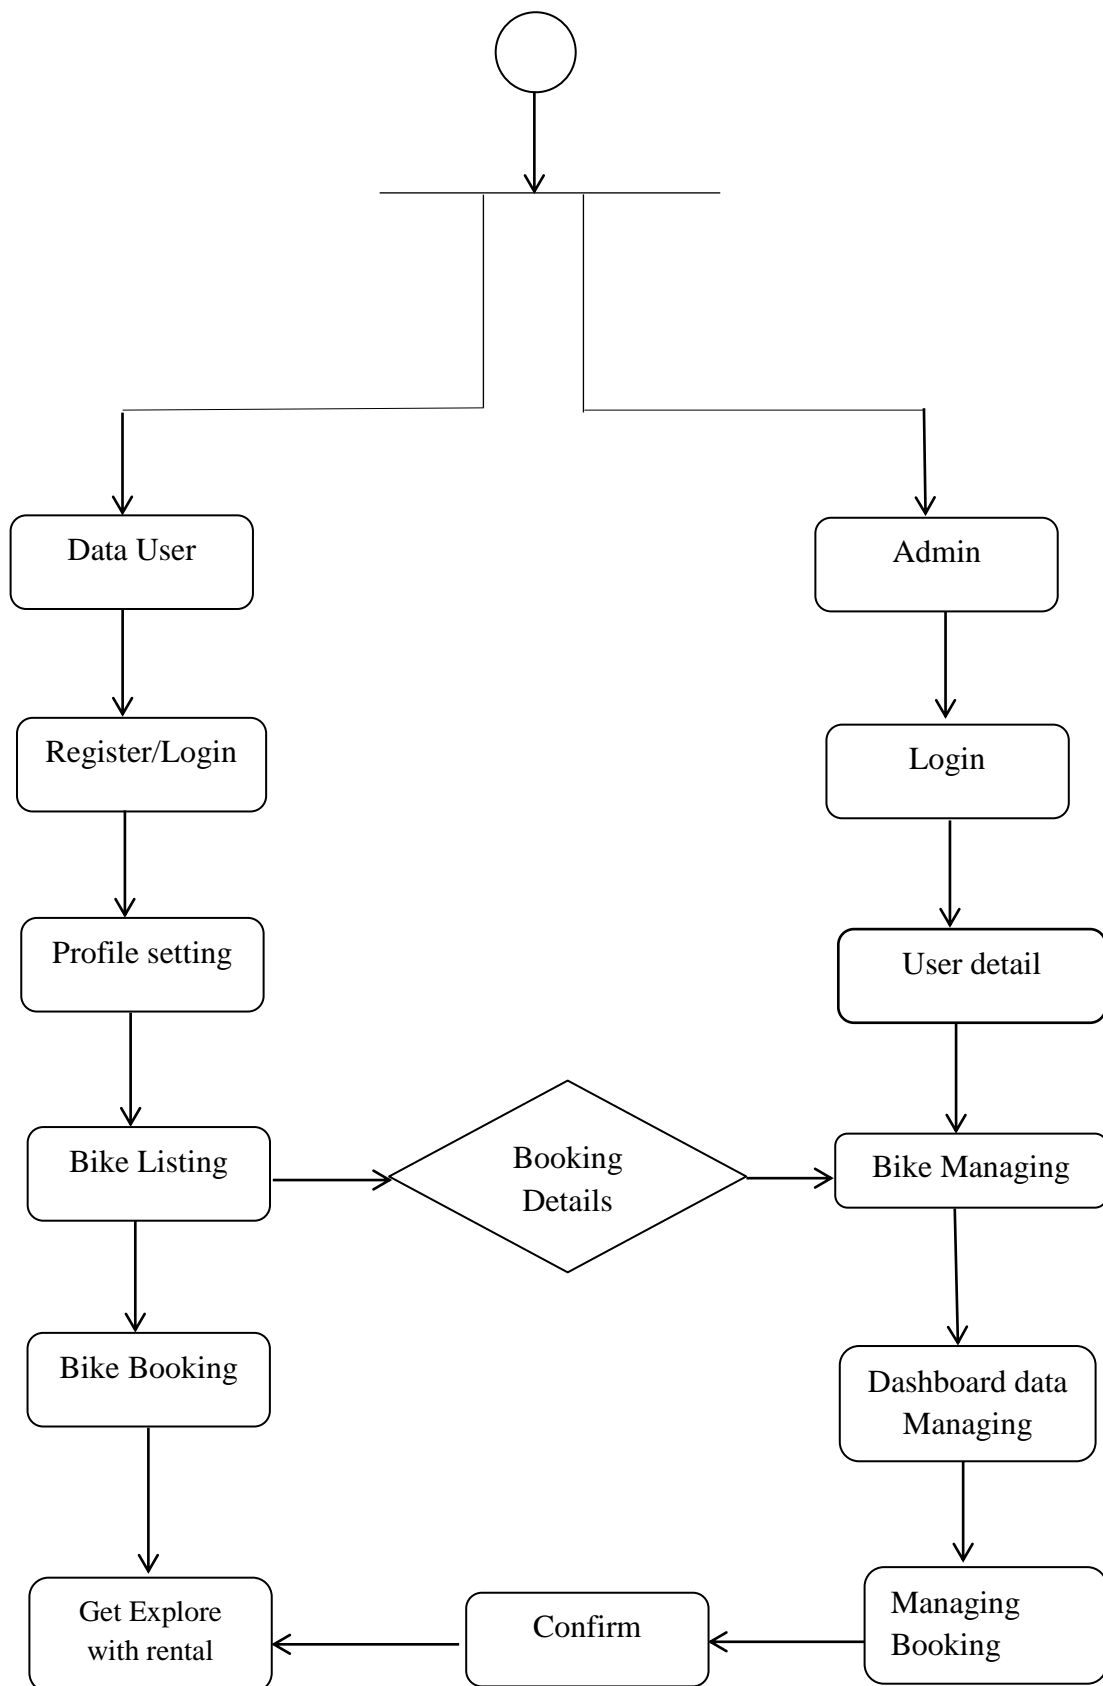 Data User
Admin
Register/Login
Login
Profile setting
User detail
Bike Listing
Booking
Details
Bike Managing
Bike Booking
Dashboard data
Managing
Get Explore
with rental
Confirm
Managing
Booking